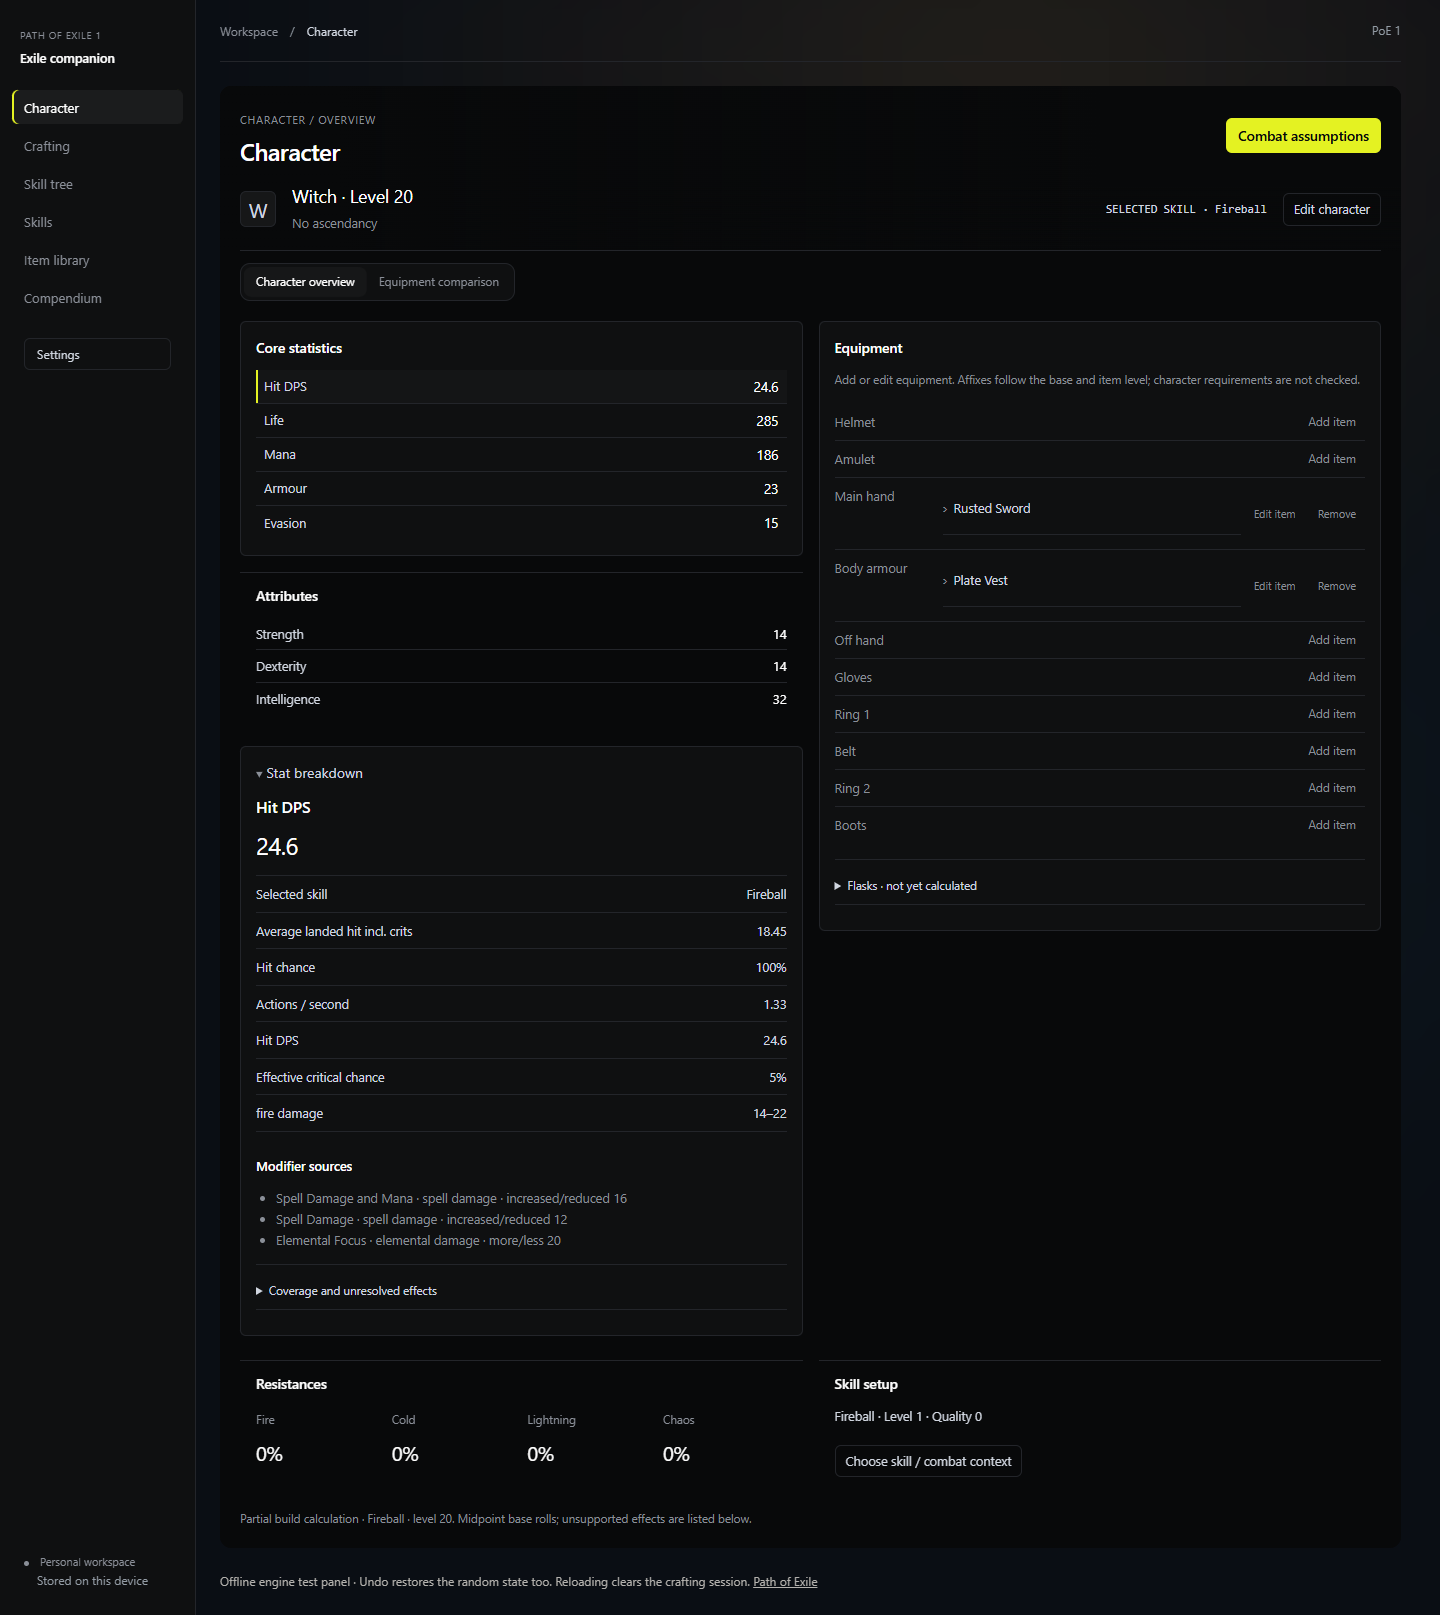 PATH OF EXILE 1
Exile companion
Character
Crafting
Skill tree
Skills
Item library
Compendium
Settings
Personal workspace
Stored on this device
Workspace / Character
PoE 1
CHARACTER / OVERVIEW
Character
Combat assumptions
W
Witch · Level 20
No ascendancy
SELECTED SKILL · Fireball
Edit character
Character overview
Equipment comparison
Core statistics
Hit DPS 24.6
Life 285
Mana 186
Armour 23
Evasion 15
Attributes
Strength 14
Dexterity 14
Intelligence 32
Stat breakdown
Hit DPS
24.6
Selected skill Fireball
Average landed hit incl. crits 18.45
Hit chance 100%
Actions / second 1.33
Hit DPS 24.6
Effective critical chance 5%
fire damage 14–22
Modifier sources
Spell Damage and Mana · spell damage · increased/reduced 16
Spell Damage · spell damage · increased/reduced 12
Elemental Focus · elemental damage · more/less 20
Coverage and unresolved effects
Equipment
Add or edit equipment. Affixes follow the base and item level; character requirements are not checked.
Helmet Add item
Amulet Add item
Main hand › Rusted Sword Edit item Remove
Body armour › Plate Vest Edit item Remove
Off hand Add item
Gloves Add item
Ring 1 Add item
Belt Add item
Ring 2 Add item
Boots Add item
Flasks · not yet calculated
Resistances
Fire Cold Lightning Chaos
0% 0% 0% 0%
Skill setup
Fireball · Level 1 · Quality 0
Choose skill / combat context
Partial build calculation · Fireball · level 20. Midpoint base rolls; unsupported effects are listed below.
Offline engine test panel · Undo restores the random state too. Reloading clears the crafting session. Path of Exile